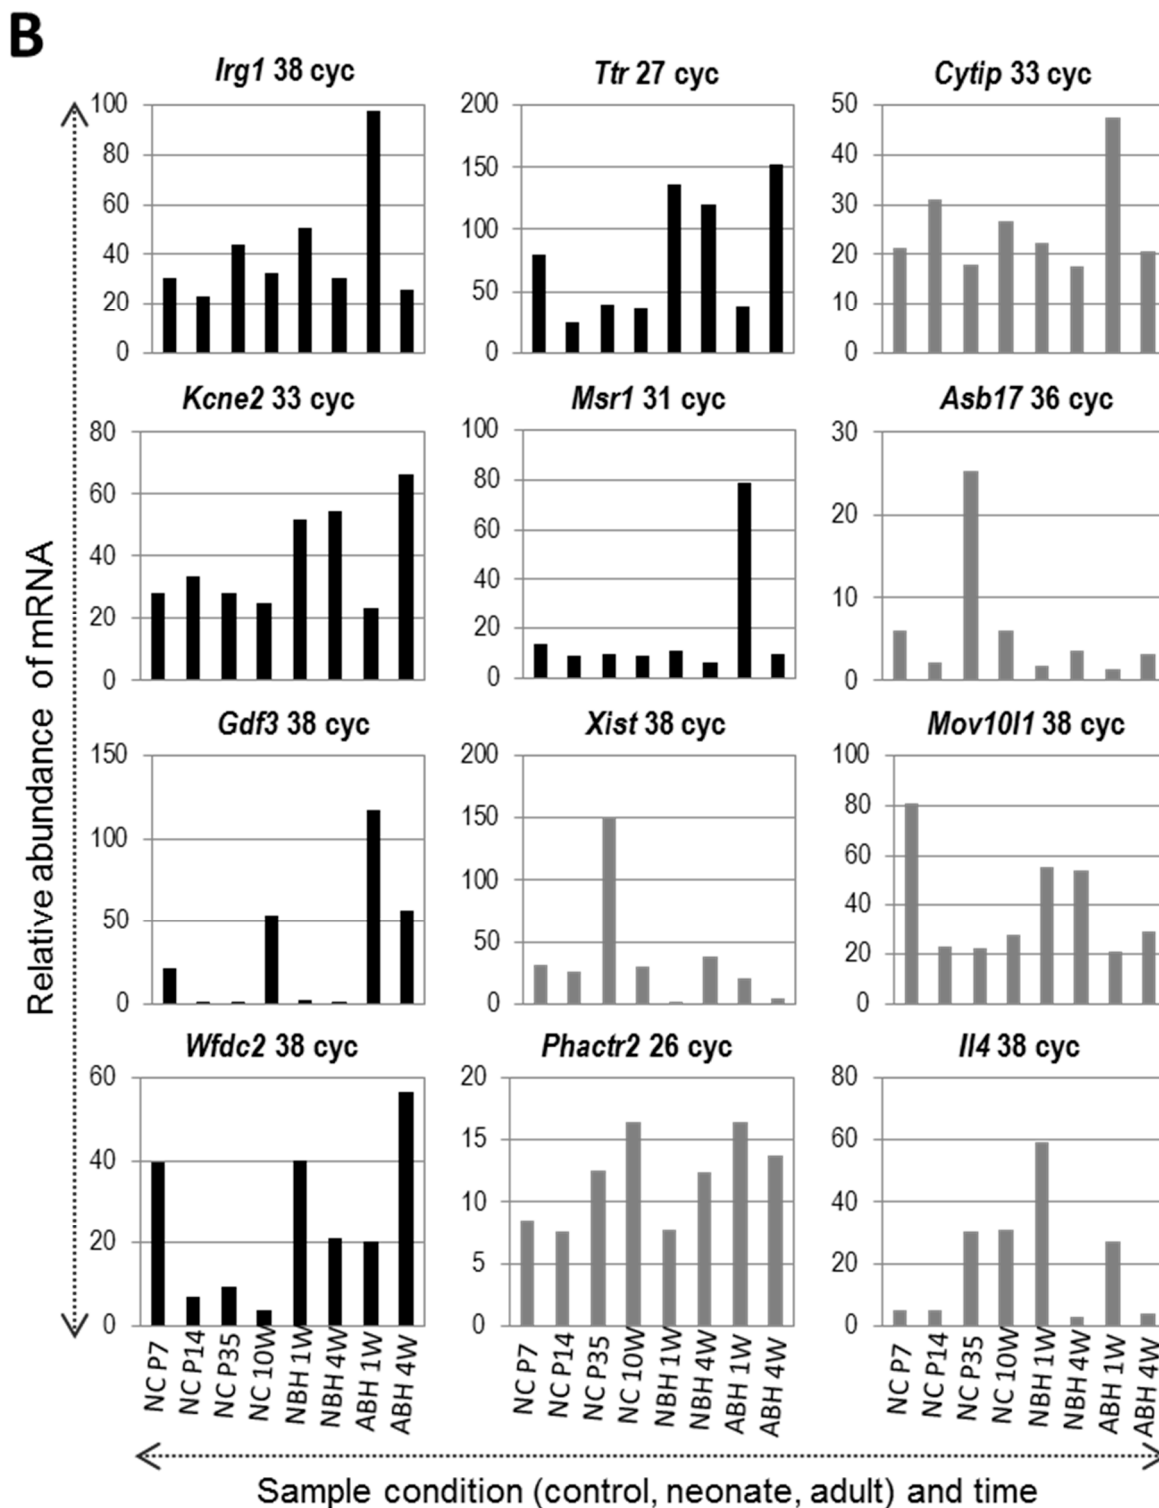 B
Irg1 38 cyc
100
80
60
40
20
0
Ttr 27 cyc
200
150
100
50
0
Cytip 33 cyc
50
40
30
20
10
0
Kcne2 33 cyc
80
60
40
20
0
Msr1 31 cyc
100
80
60
40
20
0
Asb17 36 cyc
30
20
10
0
Gdf3 38 cyc
150
100
50
0
Xist 38 cyc
200
150
100
50
0
Mov10l1 38 cyc
100
80
60
40
20
0
Wfdc2 38 cyc
60
40
20
0
Phactr2 26 cyc
20
15
10
5
0
Il4 38 cyc
80
60
40
20
0
NC P7
NC P14
NC P35
NC 10W
NBH 1W
NBH 4W
ABH 1W
ABH 4W
NC P7
NC P14
NC P35
NC 10W
NBH 1W
NBH 4W
ABH 1W
ABH 4W
NC P7
NC P14
NC P35
NC 10W
NBH 1W
NBH 4W
ABH 1W
ABH 4W
Relative abundance of mRNA
Sample condition (control, neonate, adult) and time